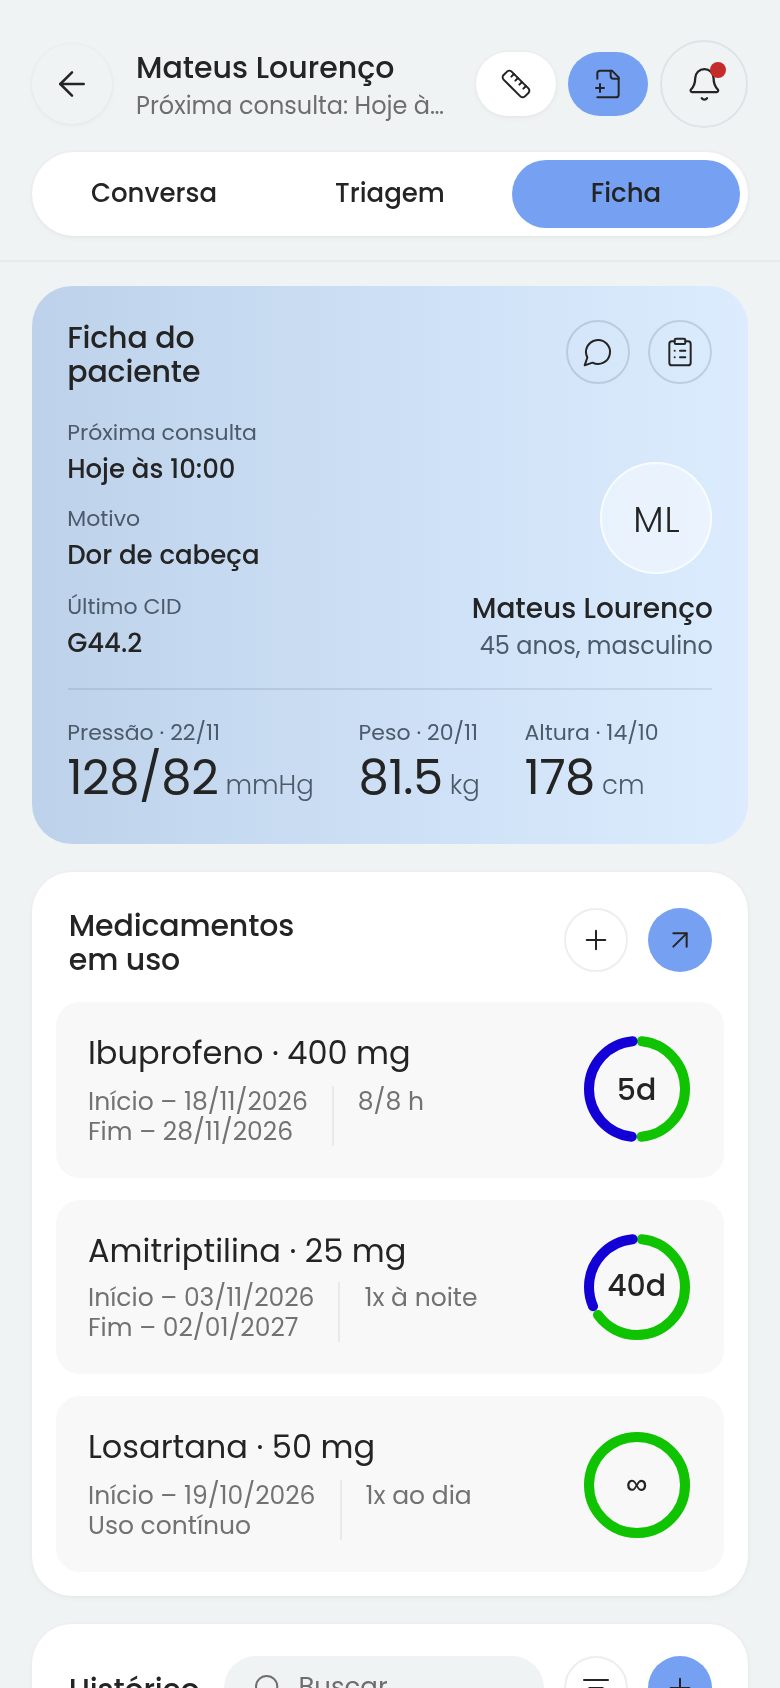 Mateus Lourenço
Próxima consulta: Hoje à...
Conversa
Triagem
Ficha
Ficha do
paciente
Próxima consulta
Hoje às 10:00
Motivo
Dor de cabeça
Último CID
G44.2
ML
Mateus Lourenço
45 anos, masculino
Pressão · 22/11
128/82 mmHg
Peso · 20/11
81.5 kg
Altura · 14/10
178 cm
Medicamentos
em uso
Ibuprofeno · 400 mg
Início – 18/11/2026
Fim – 28/11/2026
8/8 h
5d
Amitriptilina · 25 mg
Início – 03/11/2026
Fim – 02/01/2027
1x à noite
40d
Losartana · 50 mg
Início – 19/10/2026
Uso contínuo
1x ao dia
∞
Histórico
Buscar